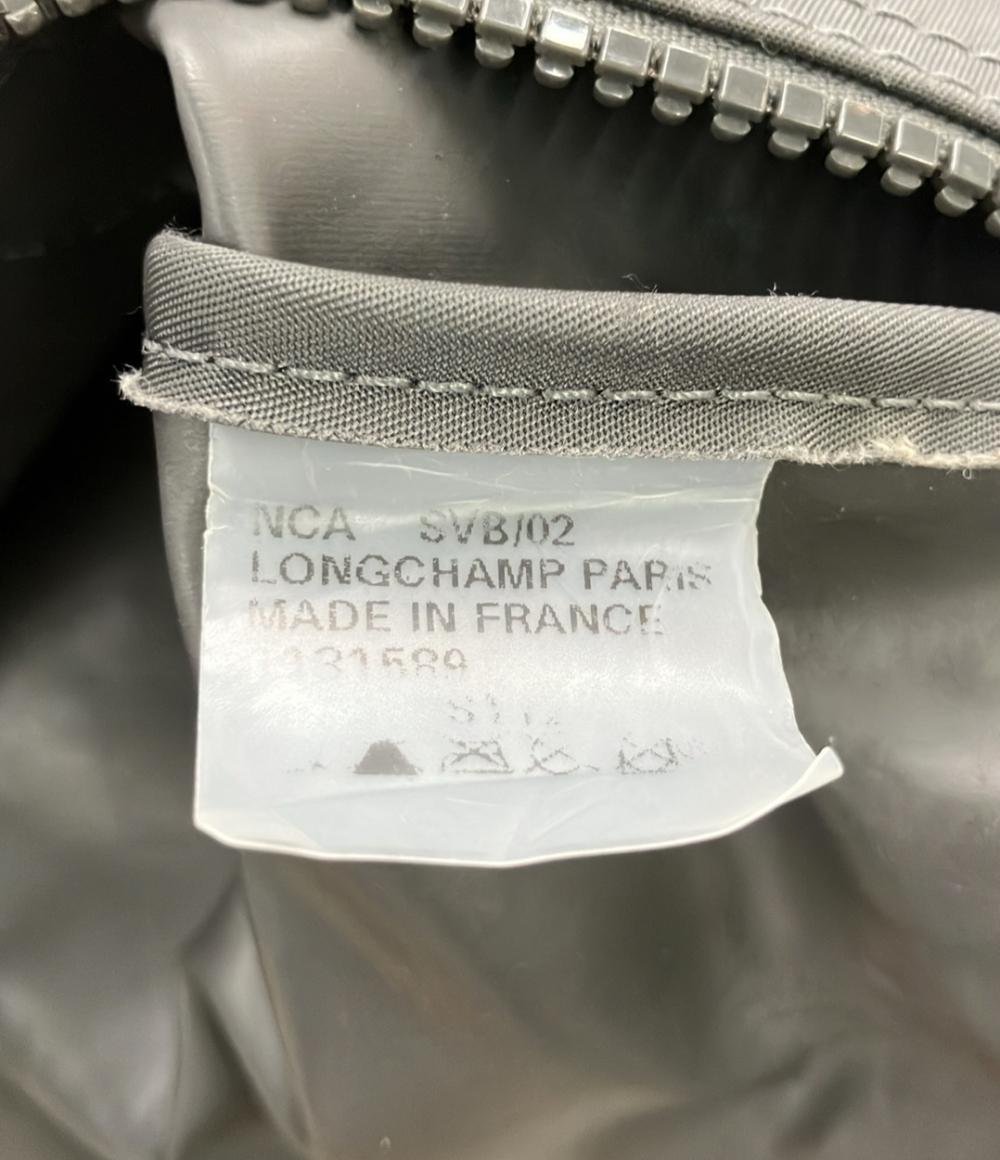 NCA SVB/02
LONGCHAMP PARIS
MADE IN FRANCE